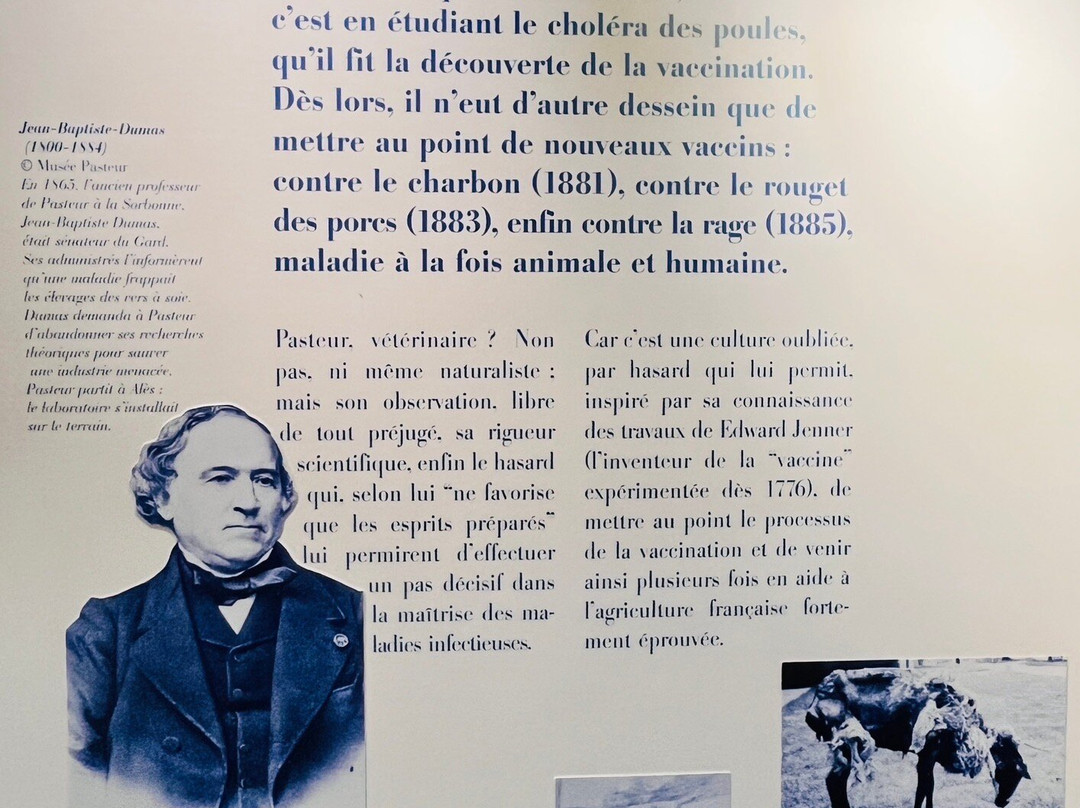 c'est en étudiant le choléra des poules,
qu'il fit la découverte de la vaccination.
Dès lors, il n'eut d'autre dessein que de
mettre au point de nouveaux vaccins :
contre le charbon (1881), contre le rouget
des porcs (1883), enfin contre la rage (1885),
maladie à la fois animale et humaine.
Jean-Baptiste-Dumas
(1800-1884)
© Musée Pasteur
En 1865, l'ancien professeur
de Pasteur à la Sorbonne,
Jean-Baptiste Dumas,
était sénateur du Gard.
Ses administrés l'informèrent
qu'une maladie frappait
les élevages des vers à soie.
Dumas demanda à Pasteur
d'abandonner ses recherches
théoriques pour sauver
une industrie menacée.
Pasteur partit à Alès :
le laboratoire s'installait
sur le terrain.
Pasteur, vétérinaire ? Non
pas, ni même naturaliste ;
mais son observation, libre
de tout préjugé, sa rigueur
scientifique, enfin le hasard
qui, selon lui "ne favorise
que les esprits préparés"
lui permirent d'effectuer
un pas décisif dans
la maîtrise des ma-
ladies infectieuses.
Car c'est une culture oubliée,
par hasard qui lui permit,
inspiré par sa connaissance
des travaux de Edward Jenner
(l'inventeur de la "vaccine"
expérimentée dès 1776), de
mettre au point le processus
de la vaccination et de venir
ainsi plusieurs fois en aide à
l'agriculture française forte-
ment éprouvée.